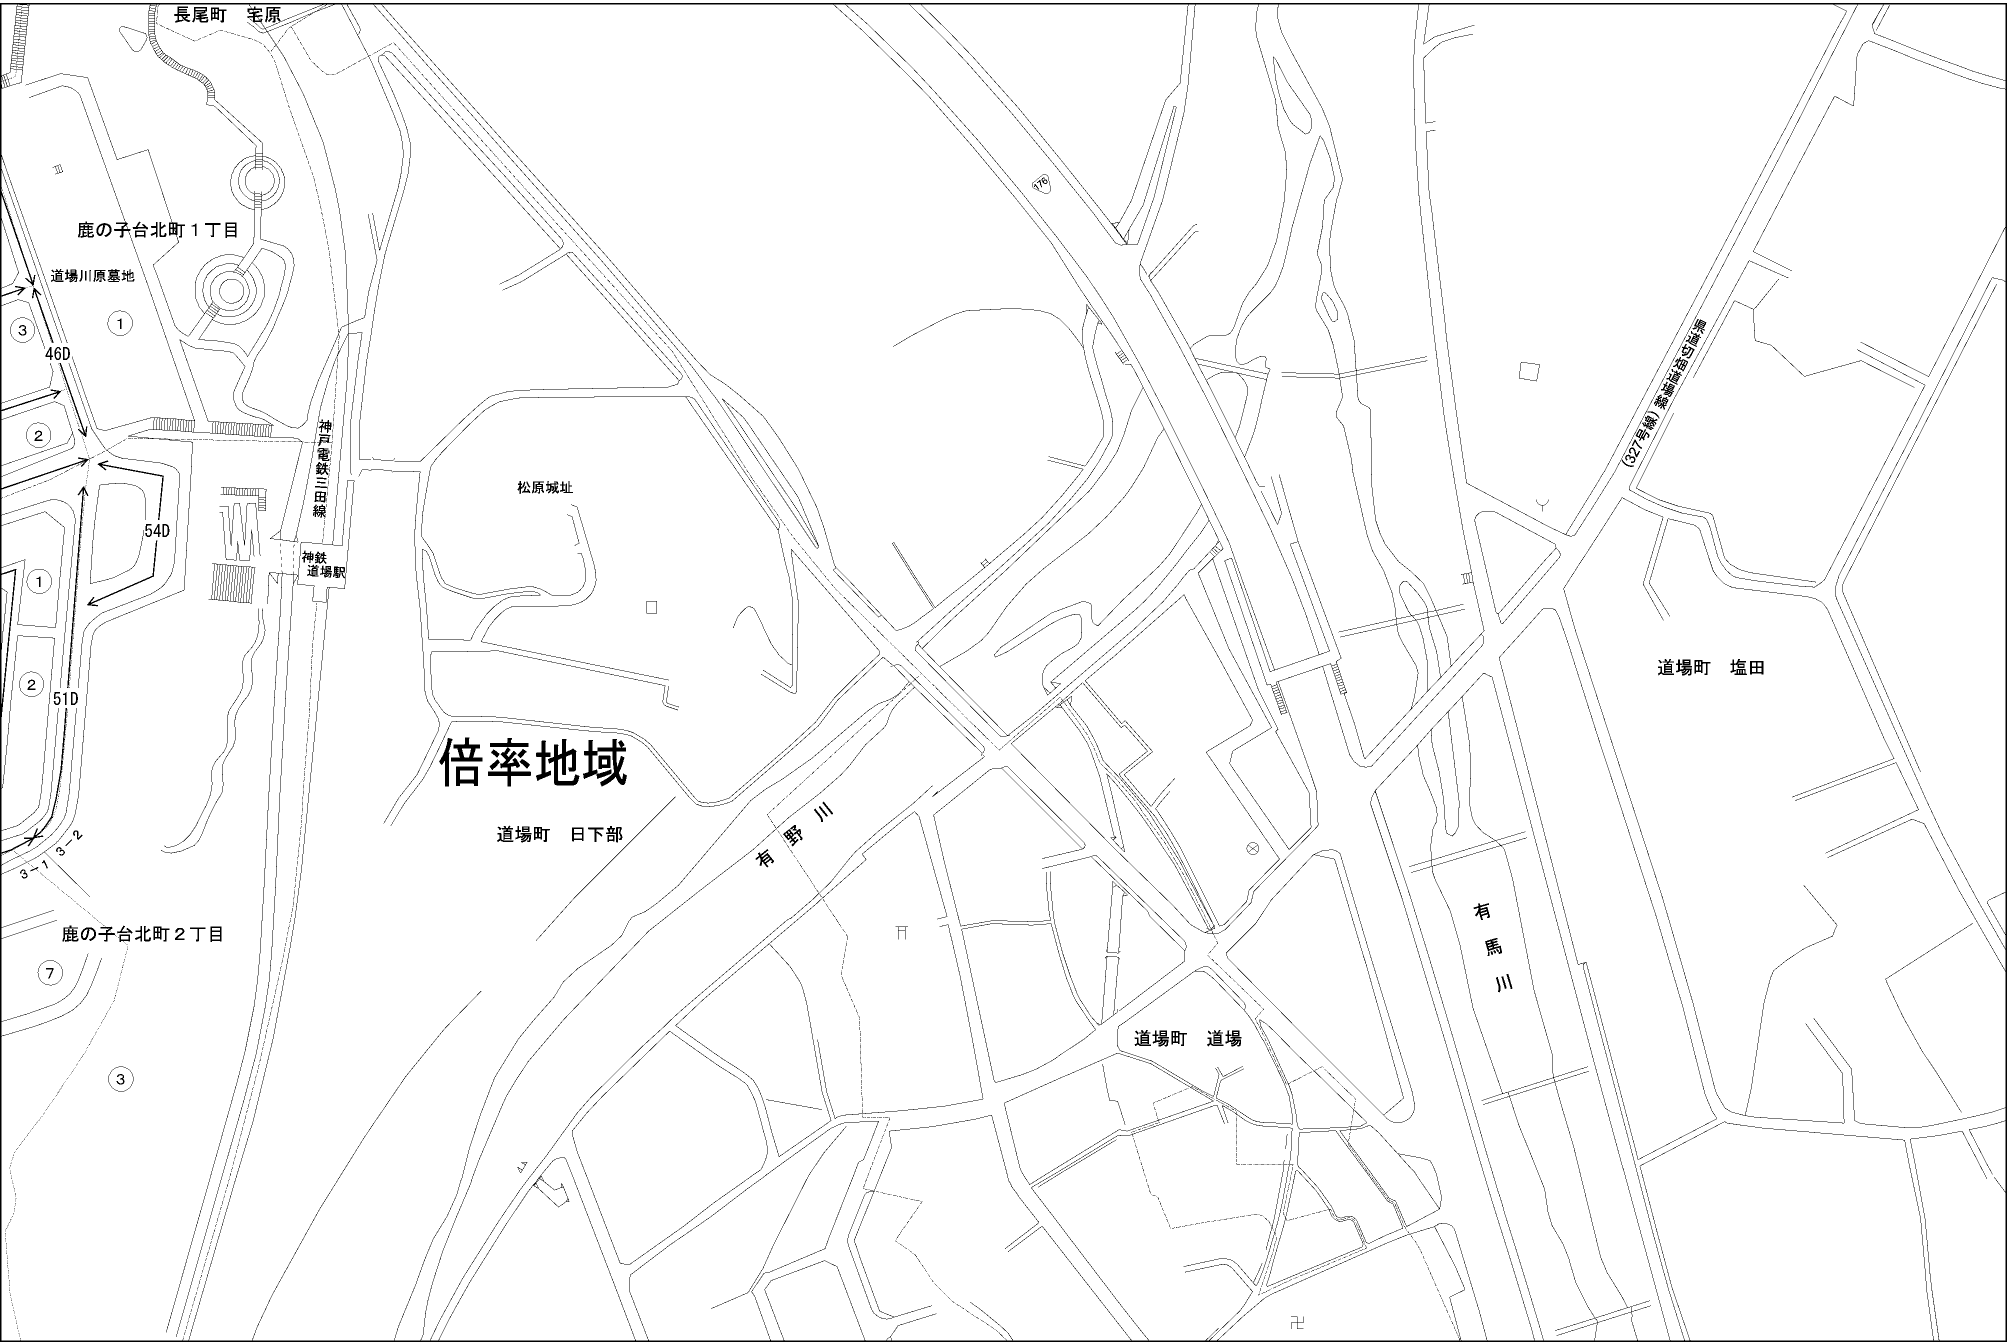 長尾町　宅原
176
鹿の子台北町１丁目
道場川原墓地
3
1
46D
県道切畑道場線
(327号線)
2
神戸電鉄三田線
松原城址
54D
神鉄
道場駅
1
道場町　塩田
2
51D
倍率地域
道場町　日下部
有野川
3－1
3－2
有馬川
鹿の子台北町２丁目
7
道場町　道場
3